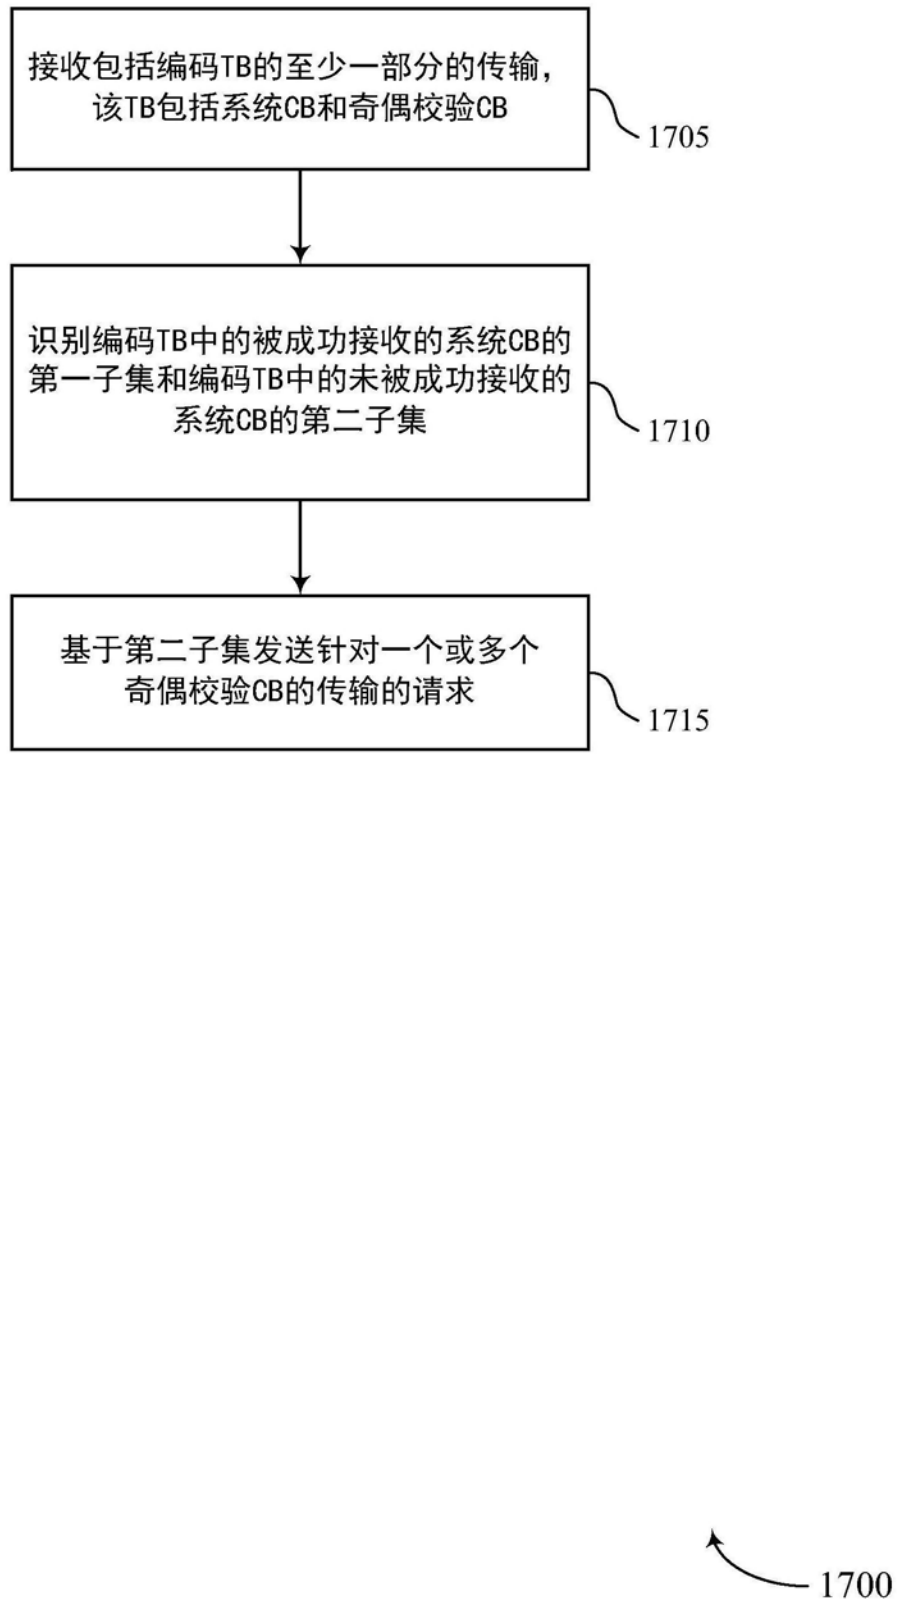 接收包括编码TB的至少一部分的传输，
该TB包括系统CB和奇偶校验CB
1705
识别编码TB中的被成功接收的系统CB的
第一子集和编码TB中的未被成功接收的
系统CB的第二子集
1710
基于第二子集发送针对一个或多个
奇偶校验CB的传输的请求
1715
1700